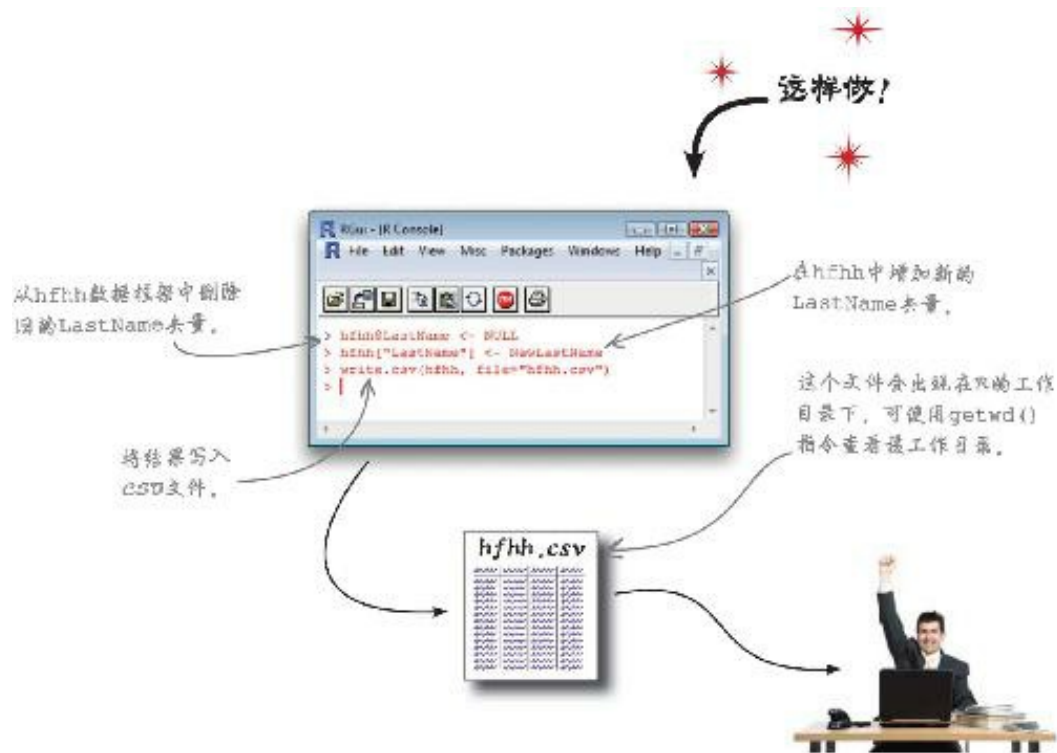 这样做！
RGui - [R Console]
File Edit View Misc Packages Windows Help
从hfhh数据框架中删除
旧的LastName矢量。
在hfhh中增加新的
LastName矢量。
> hfhh$LastName <- NULL
> hfhh["LastName"] <- NewLastName
> write.csv(hfhh, file="hfhh.csv")
>
这个文件会出现在R的工作
目录下，可使用getwd()
指令查看该工作目录。
将结果写入
CSV文件。
hfhh.csv